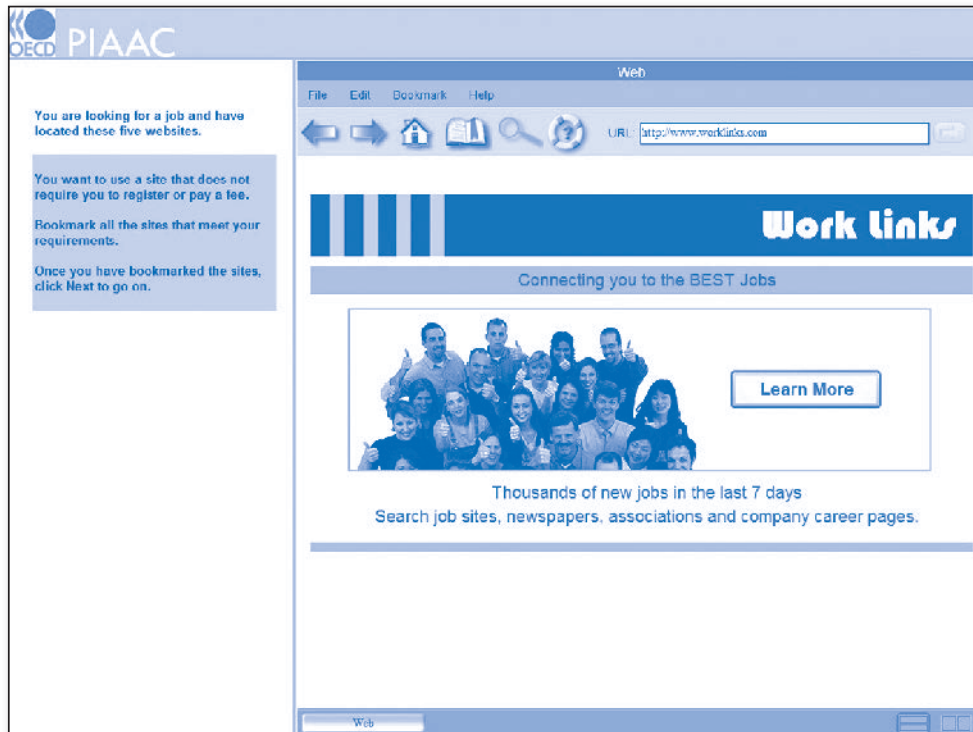 OECD PIAAC
You are looking for a job and have
located these five websites.
You want to use a site that does not
require you to register or pay a fee.
Bookmark all the sites that meet your
requirements.
Once you have bookmarked the sites,
click Next to go on.
Web
File Edit Bookmark Help
URL: http://www.worklinks.com
Work Links
Connecting you to the BEST Jobs
Learn More
Thousands of new jobs in the last 7 days
Search job sites, newspapers, associations and company career pages.
Web